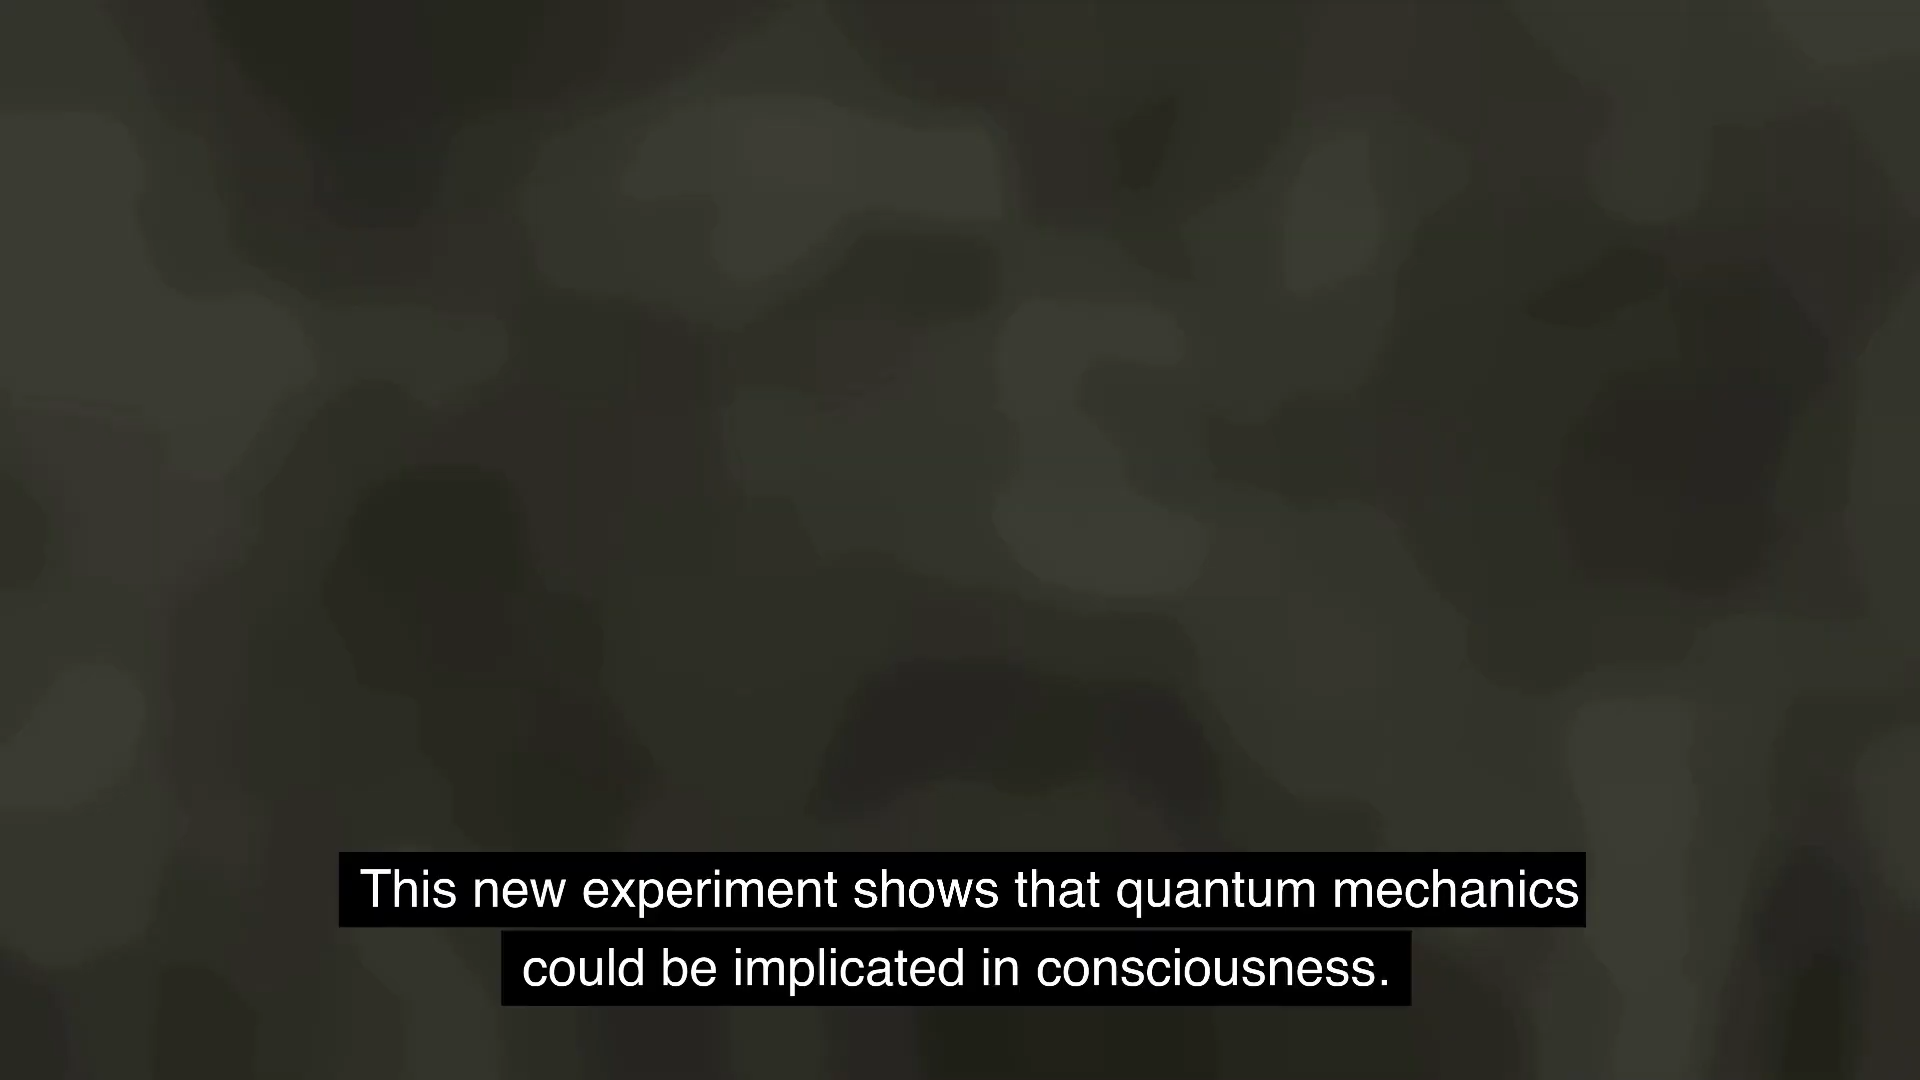 This new experiment shows that quantum mechanics
could be implicated in consciousness.